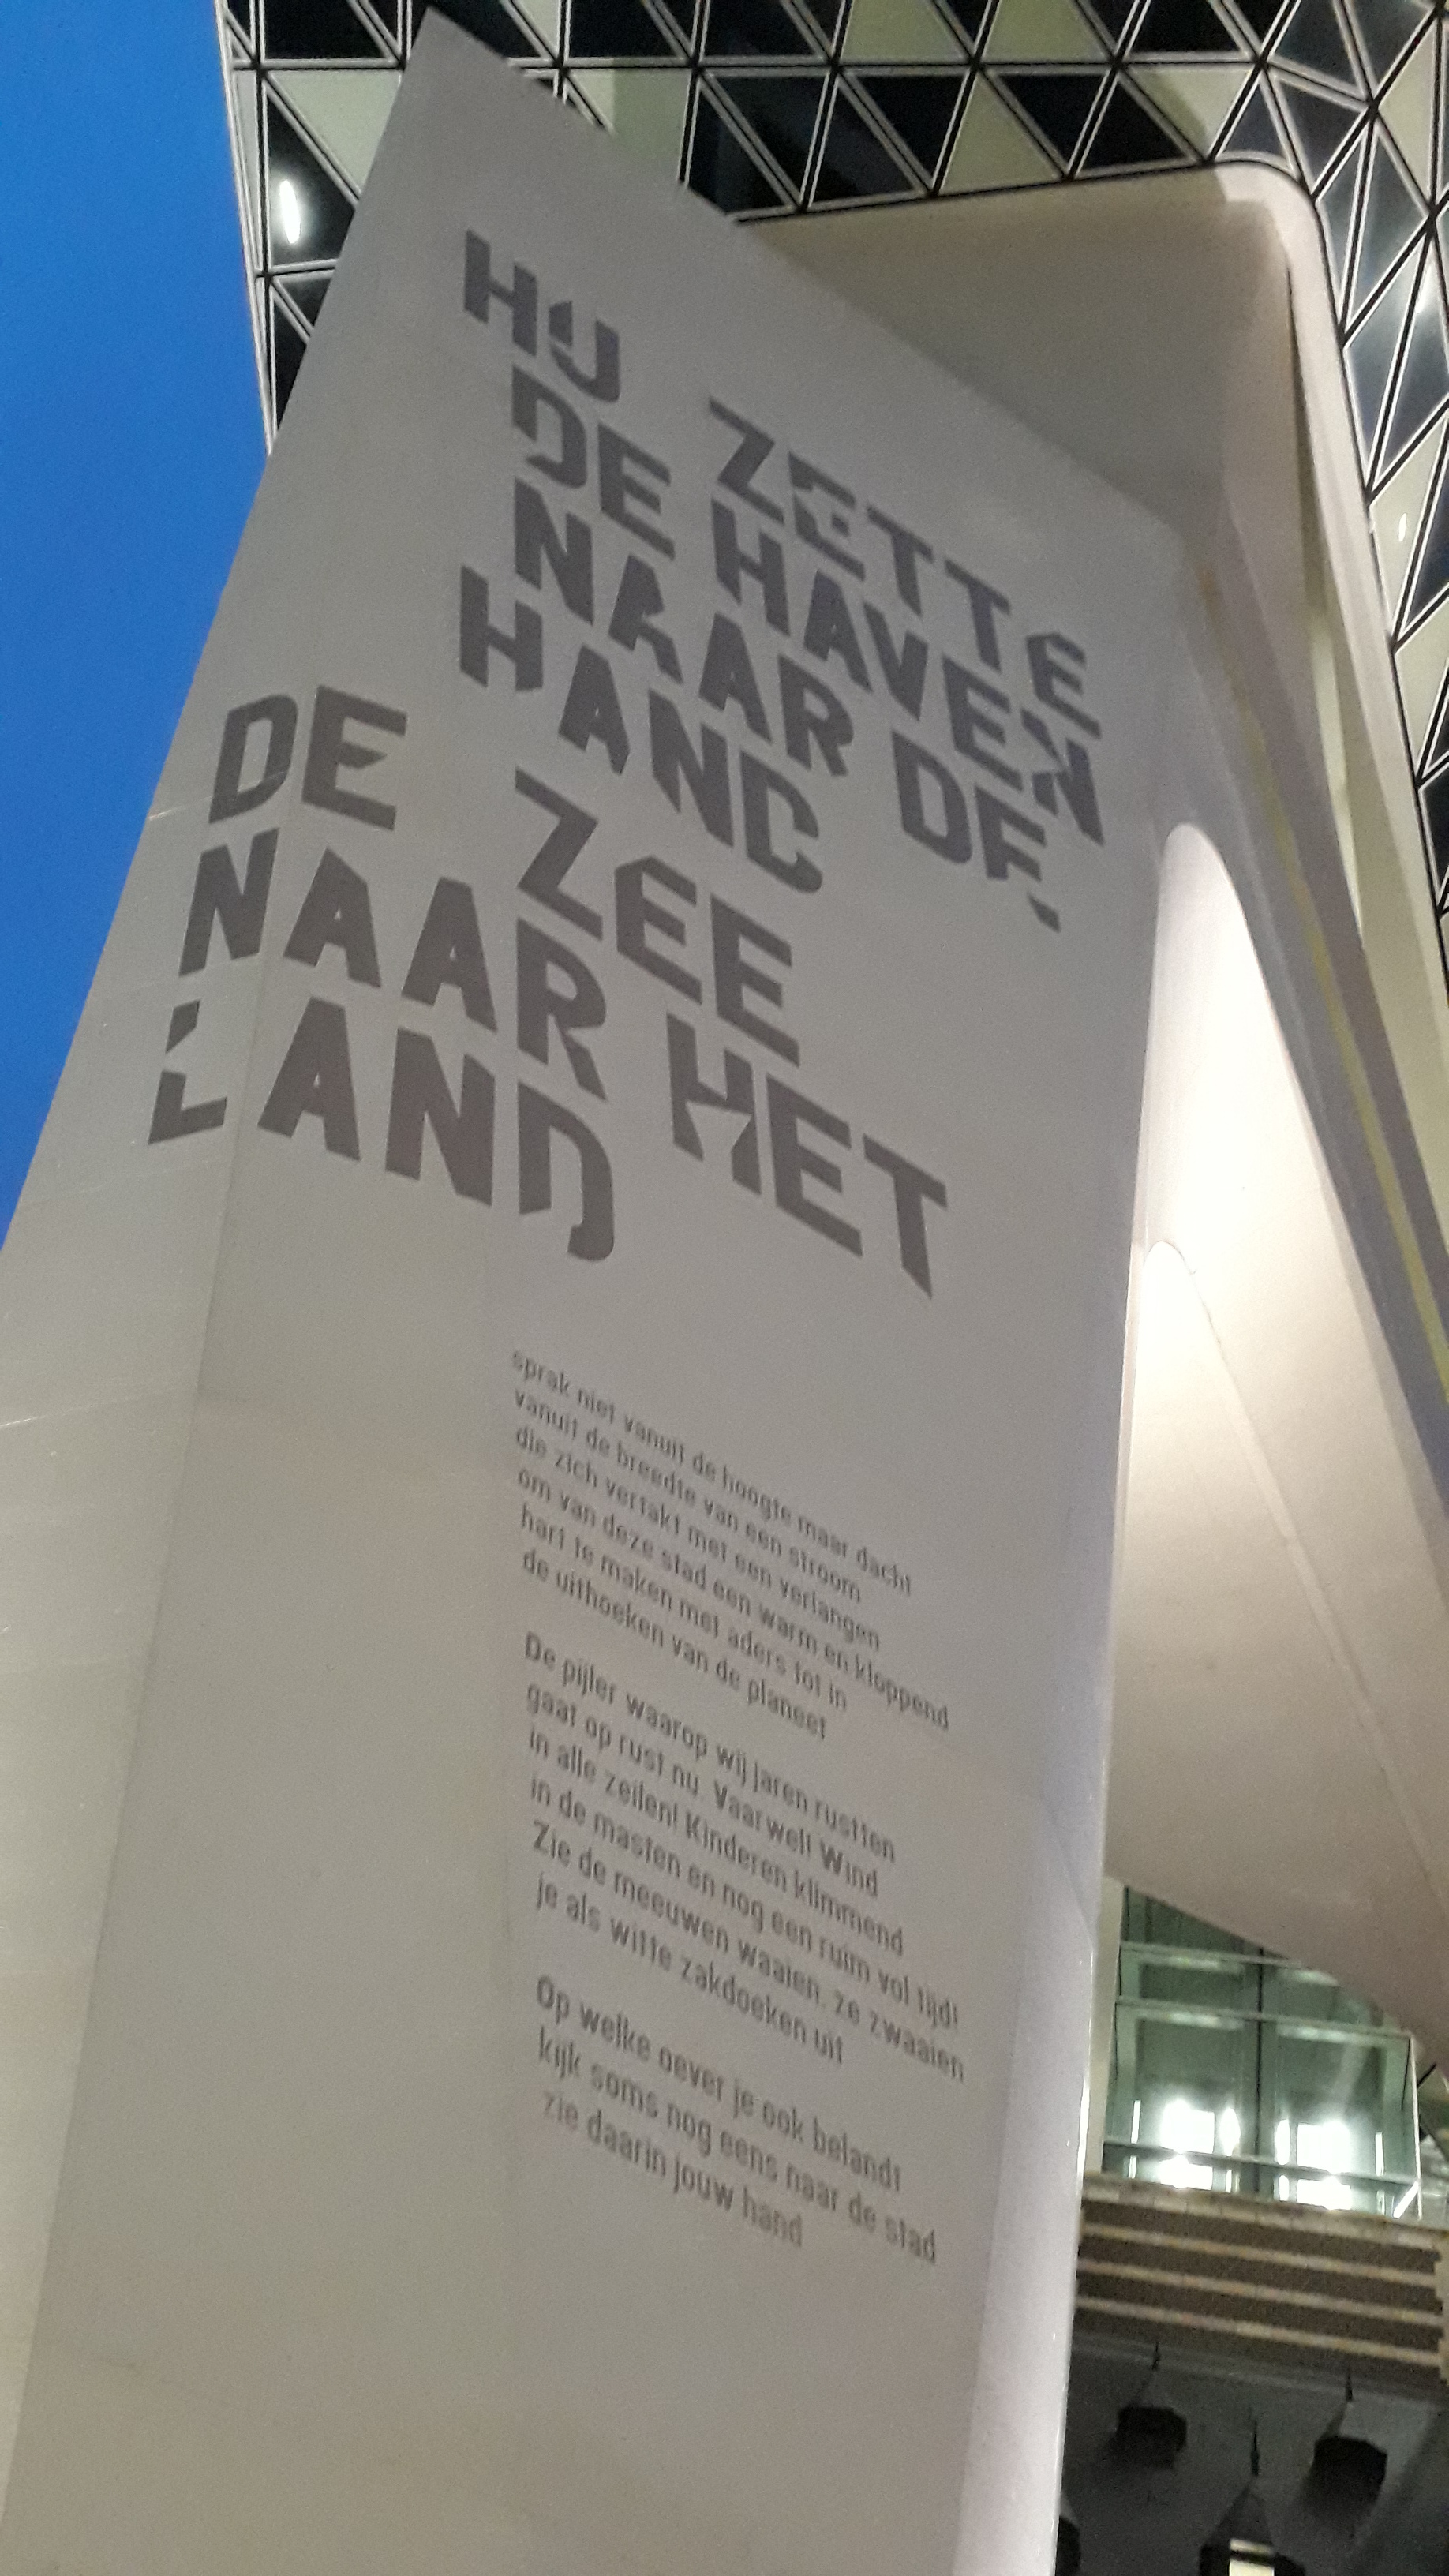 HIJ ZETTE
DE HAVEN
NAAR DE
HAND
DE ZEE
NAAR HET
LAND
sprak niet vanuit de hoogte maar dacht
vanuit de breedte van een stroom
die zich vertakt met een verlangen
om van deze stad een warm en kloppend
hart te maken met aders tot in
de uithoeken van de planeet
De pijler waarop wij jaren rustten
gaat op rust nu. Vaarwel! Wind
in alle zeilen! Kinderen klimmend
in de masten en nog een ruim vol tijd!
Zie de meeuwen waaien. ze zwaaien
je als witte zakdoeken uit
Op welke oever je ook belandt
kijk soms nog eens naar de stad
zie daarin jouw hand